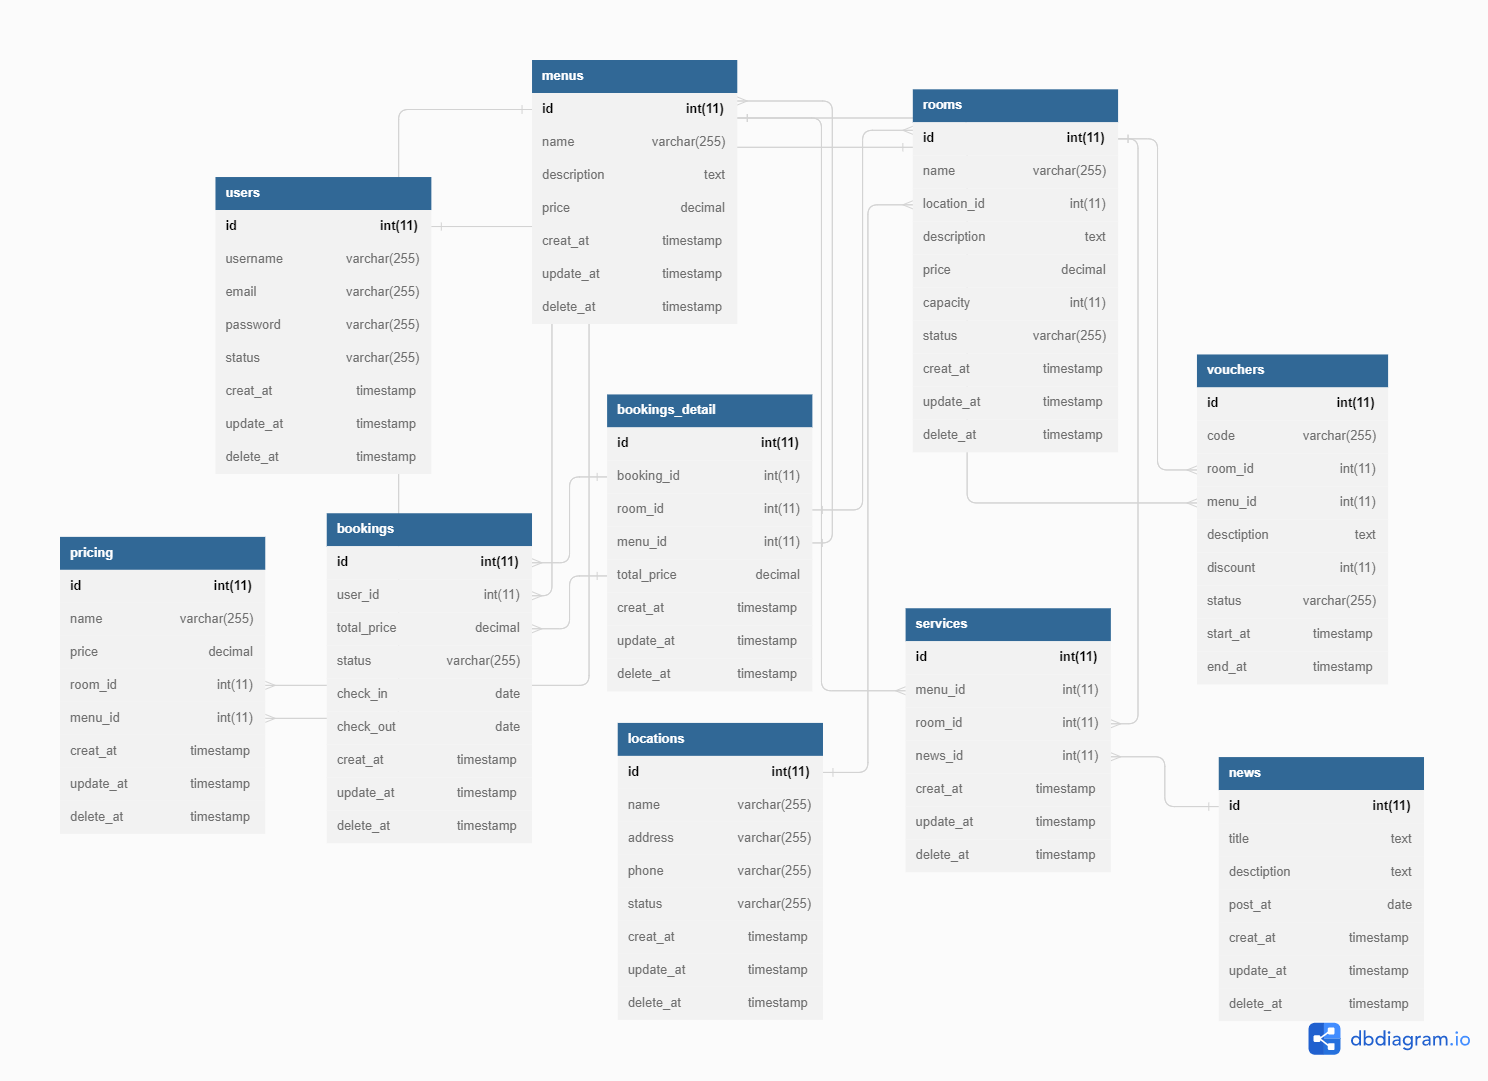 menus
id int(11)
name varchar(255)
description text
price decimal
creat_at timestamp
update_at timestamp
delete_at timestamp
rooms
id int(11)
name varchar(255)
location_id int(11)
description text
price decimal
capacity int(11)
status varchar(255)
creat_at timestamp
update_at timestamp
delete_at timestamp
users
id int(11)
username varchar(255)
email varchar(255)
password varchar(255)
status varchar(255)
creat_at timestamp
update_at timestamp
delete_at timestamp
vouchers
id int(11)
code varchar(255)
room_id int(11)
menu_id int(11)
desctiption text
discount int(11)
status varchar(255)
start_at timestamp
end_at timestamp
bookings_detail
id int(11)
booking_id int(11)
room_id int(11)
menu_id int(11)
total_price decimal
creat_at timestamp
update_at timestamp
delete_at timestamp
bookings
id int(11)
user_id int(11)
total_price decimal
status varchar(255)
check_in date
check_out date
creat_at timestamp
update_at timestamp
delete_at timestamp
pricing
id int(11)
name varchar(255)
price decimal
room_id int(11)
menu_id int(11)
creat_at timestamp
update_at timestamp
delete_at timestamp
services
id int(11)
menu_id int(11)
room_id int(11)
news_id int(11)
creat_at timestamp
update_at timestamp
delete_at timestamp
locations
id int(11)
name varchar(255)
address varchar(255)
phone varchar(255)
status varchar(255)
creat_at timestamp
update_at timestamp
delete_at timestamp
news
id int(11)
title text
desctiption text
post_at date
creat_at timestamp
update_at timestamp
delete_at timestamp
dbdiagram.io